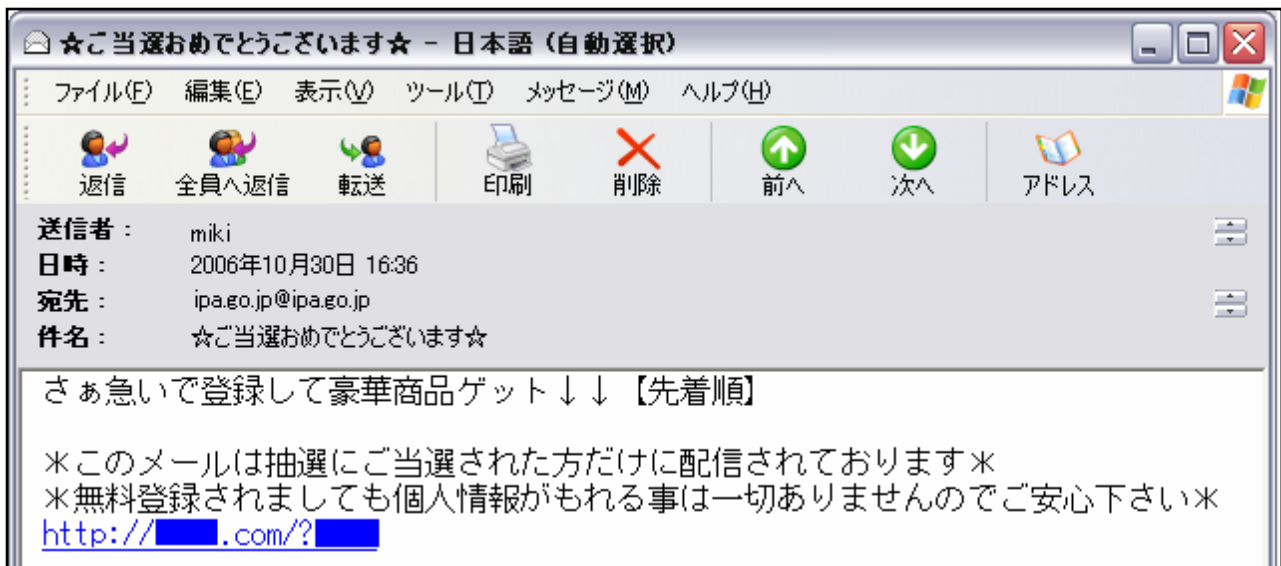 ☆ご当選おめでとうございます☆ - 日本語 (自動選択)
ファイル(F) 編集(E) 表示(V) ツール(T) メッセージ(M) ヘルプ(H)
返信 全員へ返信 転送 印刷 削除 前へ 次へ アドレス
送信者: miki
日時: 2006年10月30日 16:36
宛先: ipa.go.jp@ipa.go.jp
件名: ☆ご当選おめでとうございます☆
さぁ急いで登録して豪華商品ゲット↓↓【先着順】
*このメールは抽選にご当選された方だけに配信されております*
*無料登録されましても個人情報がもれる事は一切ありませんのでご安心下さい*
http:// .com/?